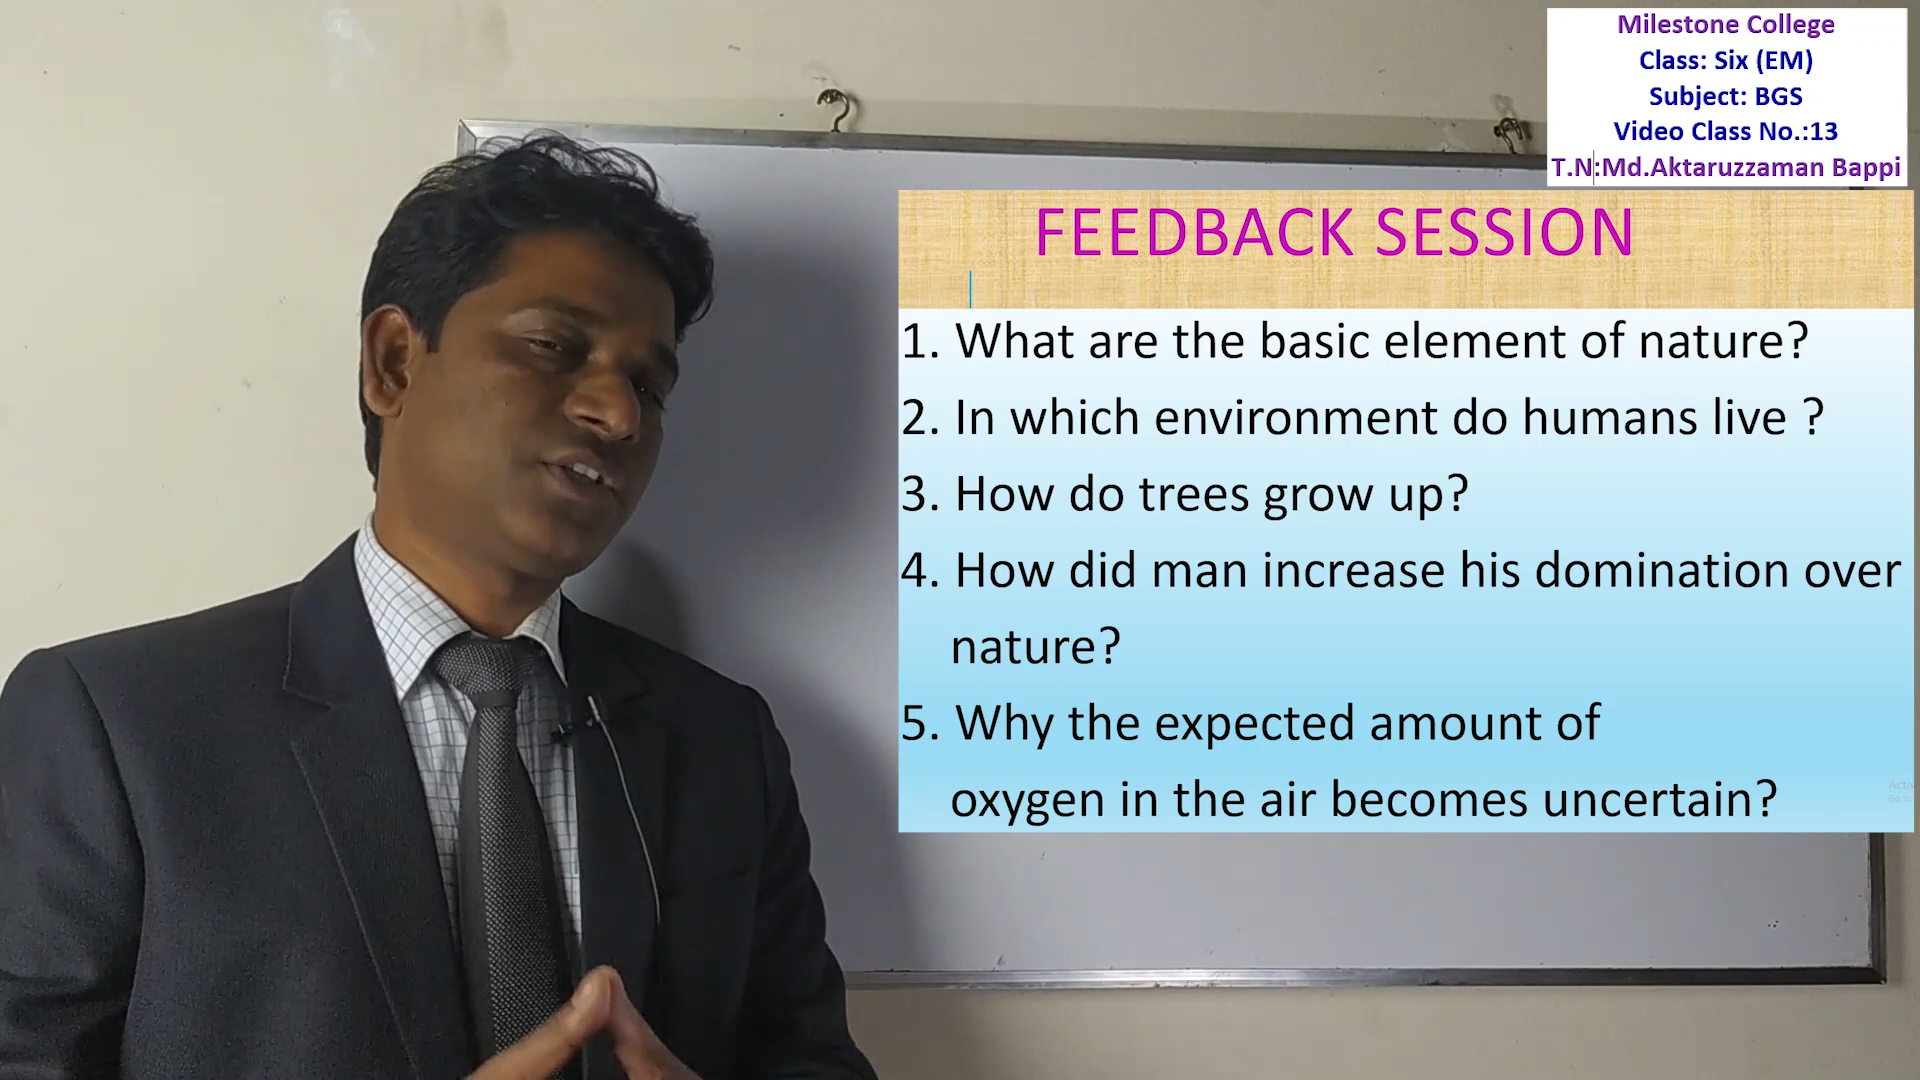 Milestone College
Class: Six (EM)
Subject: BGS
Video Class No.:13
T.N:Md.Aktaruzzaman Bappi
FEEDBACK SESSION
1. What are the basic element of nature?
2. In which environment do humans live ?
3. How do trees grow up?
4. How did man increase his domination over
nature?
5. Why the expected amount of
oxygen in the air becomes uncertain?